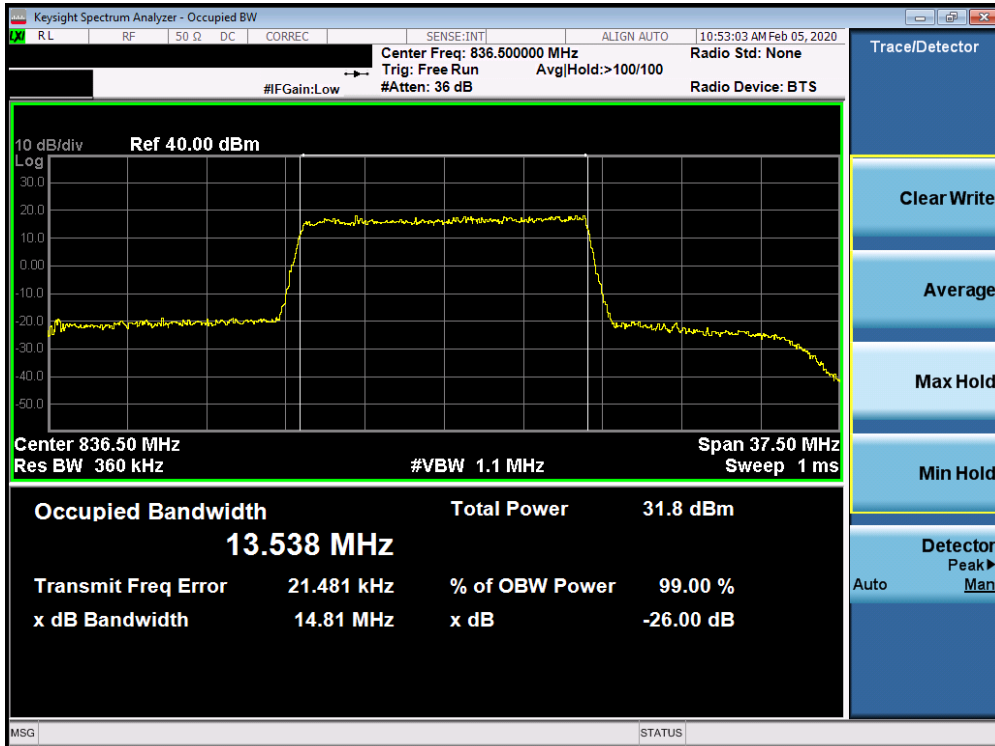 Keysight Spectrum Analyzer - Occupied BW
LXI RL RF 50 Ω DC CORREC SENSE:INT ALIGN AUTO 10:53:03 AM Feb 05, 2020
Center Freq: 836.500000 MHz Radio Std: None
Trig: Free Run Avg|Hold:>100/100
#IFGain:Low #Atten: 36 dB Radio Device: BTS
Trace/Detector
10 dB/div Ref 40.00 dBm
Log
30.0
20.0
10.0
0.00
-10.0
-20.0
-30.0
-40.0
-50.0
Center 836.50 MHz Span 37.50 MHz
Res BW 360 kHz #VBW 1.1 MHz Sweep 1 ms
Occupied Bandwidth Total Power 31.8 dBm
13.538 MHz
Transmit Freq Error 21.481 kHz % of OBW Power 99.00 %
x dB Bandwidth 14.81 MHz x dB -26.00 dB
Clear Write
Average
Max Hold
Min Hold
Detector
Peak▶
Auto Man
MSG STATUS